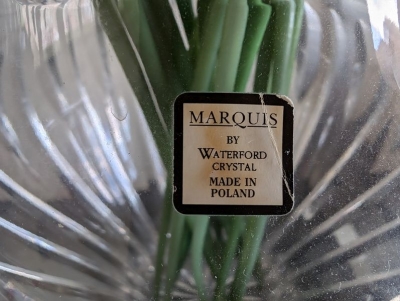 MARQUIS
BY
WATERFORD
CRYSTAL
MADE IN
POLAND